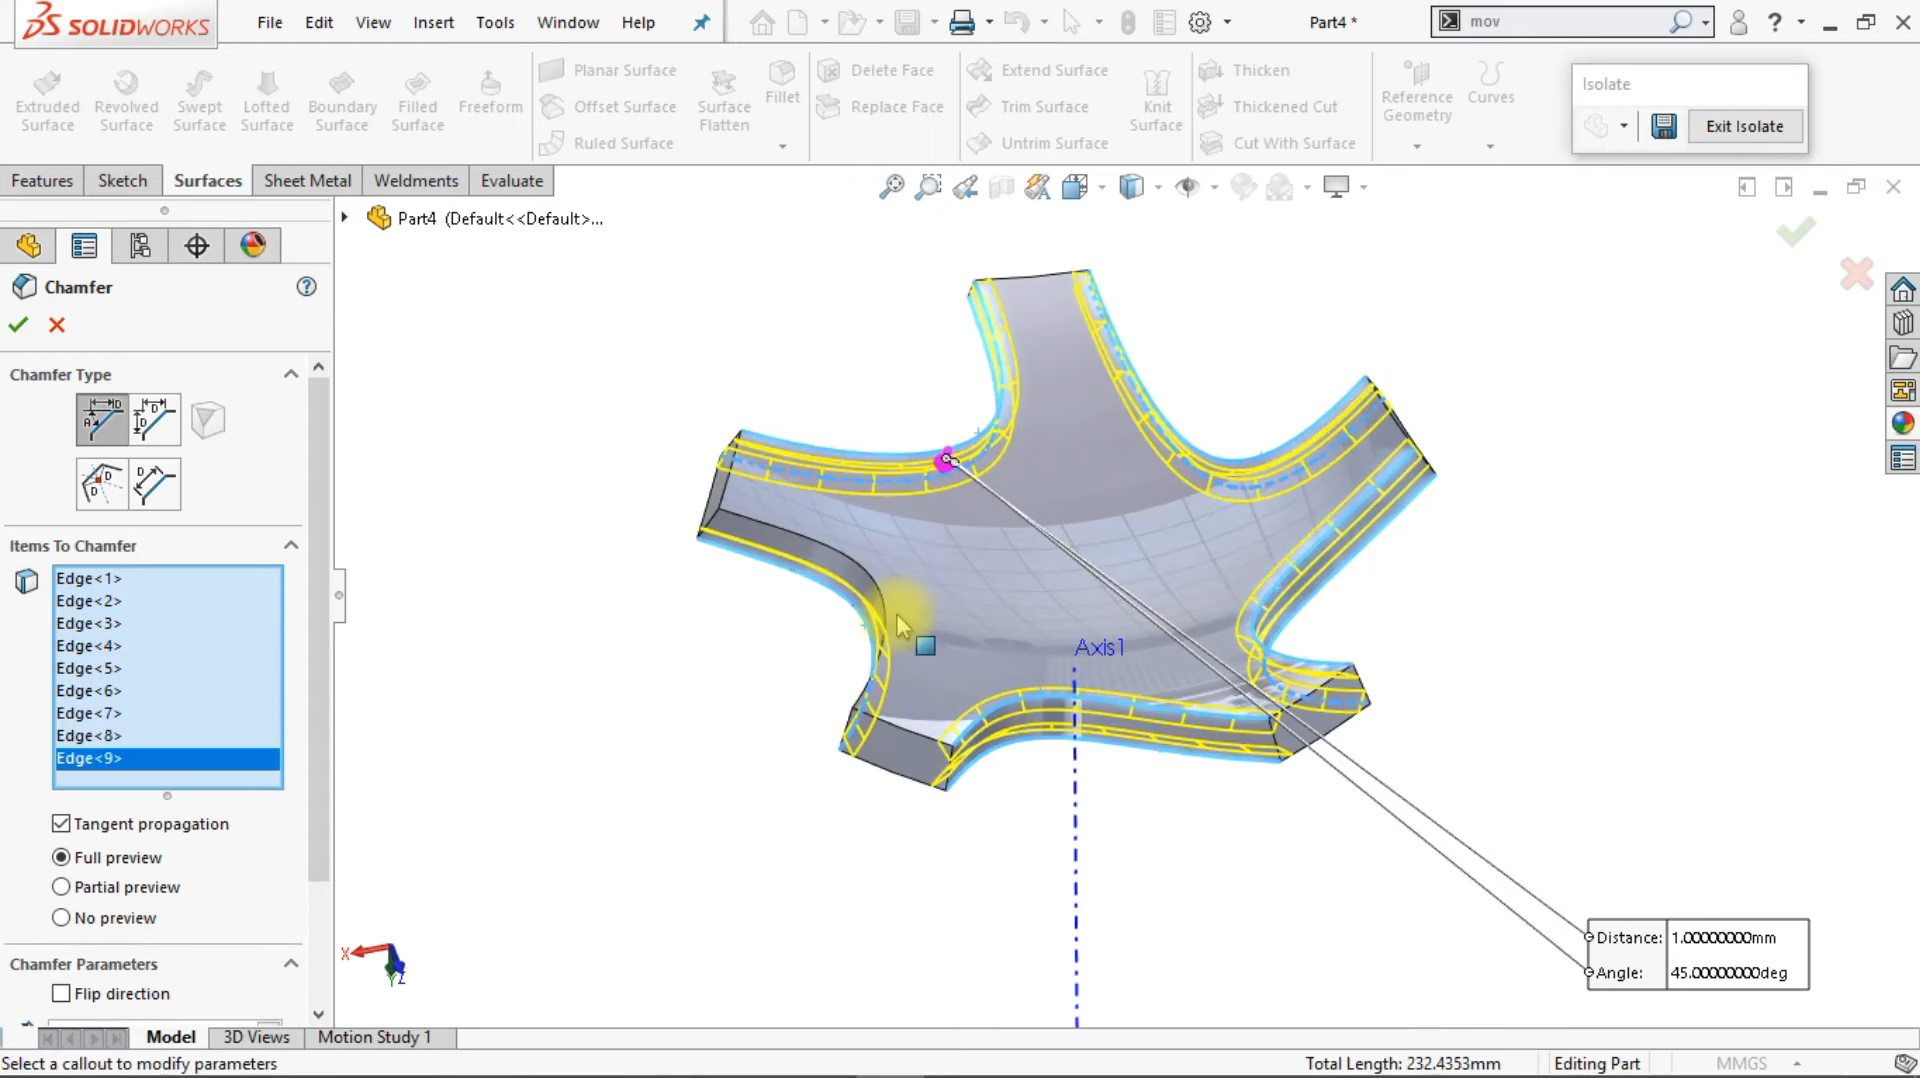 SOLIDWORKS
File Edit View Insert Tools Window Help
Part4 *
mov
?
Extruded Surface
Revolved Surface
Swept Surface
Lofted Surface
Boundary Surface
Filled Surface
Freeform
Planar Surface
Offset Surface
Ruled Surface
Surface Flatten
Fillet
Delete Face
Replace Face
Extend Surface
Trim Surface
Untrim Surface
Knit Surface
Thicken
Thickened Cut
Cut With Surface
Reference Geometry
Curves
Isolate
Exit Isolate
Features Sketch Surfaces Sheet Metal Weldments Evaluate
Part4 (Default<<Default>...
Chamfer
?
Chamfer Type
D
A
D
D
D
D
D
Items To Chamfer
Edge<1>
Edge<2>
Edge<3>
Edge<4>
Edge<5>
Edge<6>
Edge<7>
Edge<8>
Edge<9>
Tangent propagation
Full preview
Partial preview
No preview
Chamfer Parameters
Flip direction
Axis1
Distance: 1.00000000mm
Angle: 45.00000000deg
X
Y
Z
Model 3D Views Motion Study 1
Select a callout to modify parameters
Total Length: 232.4353mm
Editing Part
MMGS